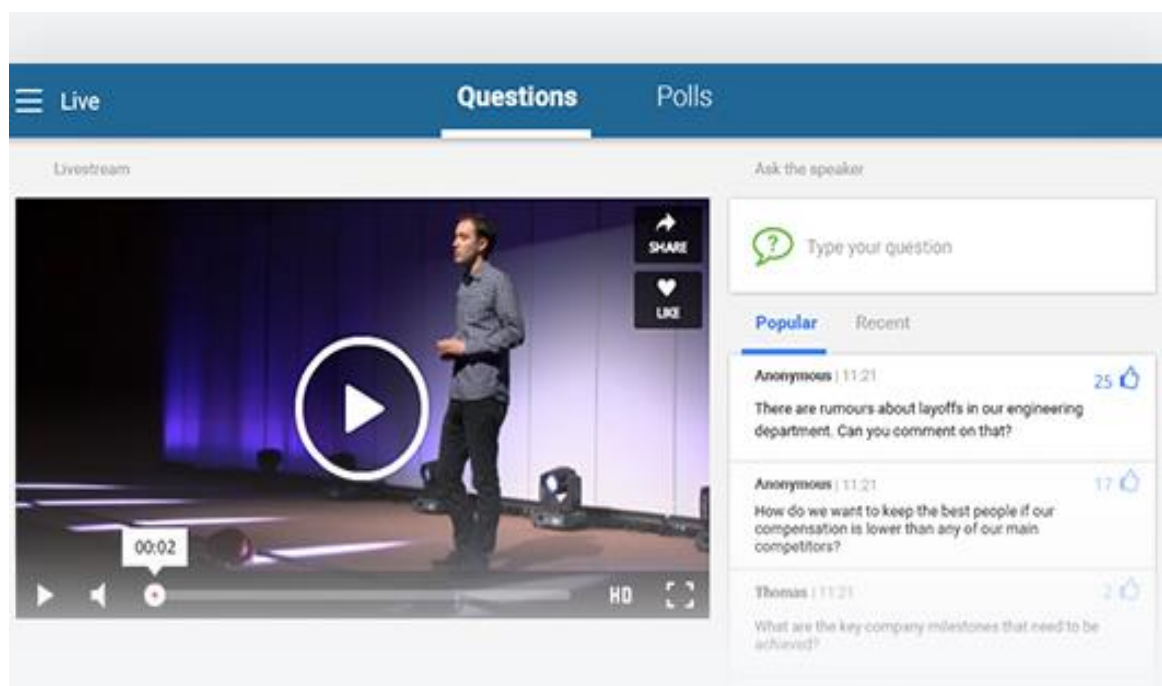 Live
Questions
Polls
Livestream
SHARE
LIKE
00:02
HD
Ask the speaker
?
Type your question
Popular
Recent
Anonymous | 11:21
25
There are rumours about layoffs in our engineering
department. Can you comment on that?
Anonymous | 11:21
17
How do we want to keep the best people if our
compensation is lower than any of our main
competitors?
Thomas | 11:21
2
What are the key company milestones that need to be
achieved?